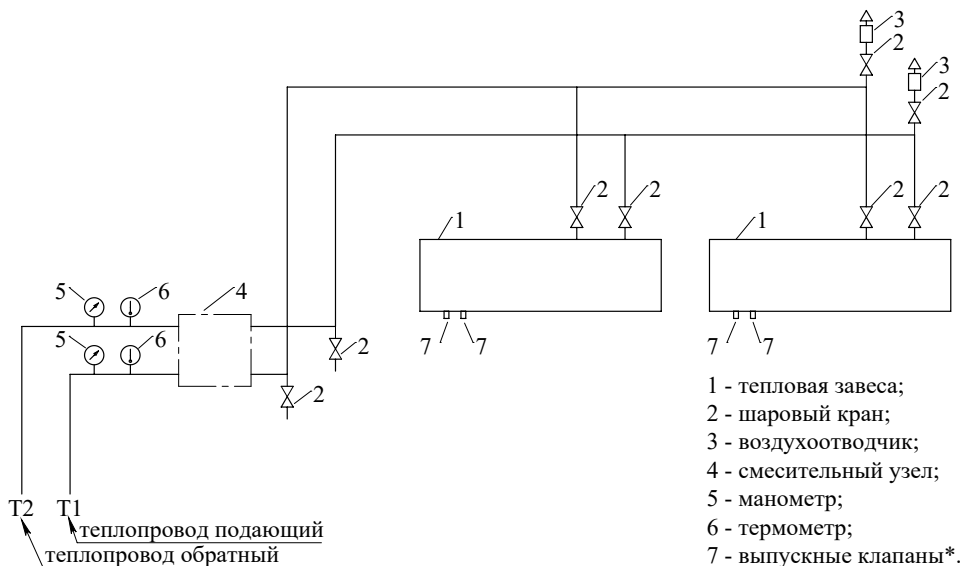 3
2
3
2
2
2
2
2
1
1
5
6
4
5
6
2
7
7
7
7
2
1 - тепловая завеса;
2 - шаровый кран;
3 - воздухоотводчик;
4 - смесительный узел;
5 - манометр;
6 - термометр;
7 - выпускные клапаны*.
T2
T1
теплопровод подающий
теплопровод обратный